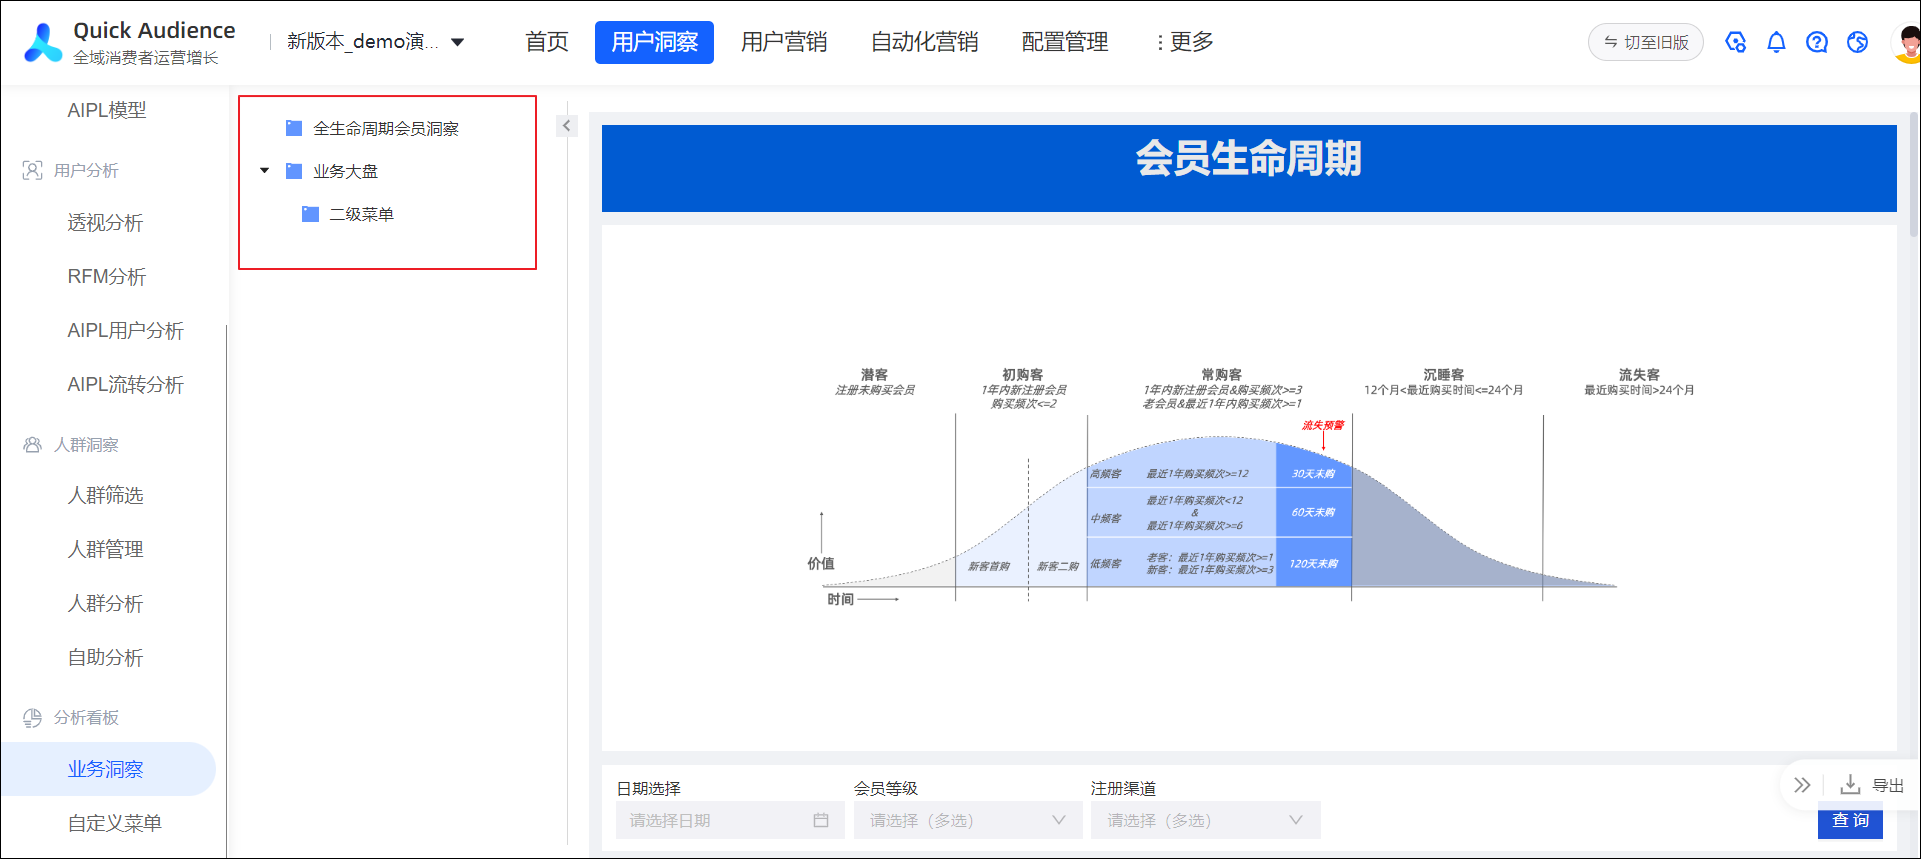 Quick Audience
全域消费者运营增长
新版本_demo演...
首页
用户洞察
用户营销
自动化营销
配置管理
更多
切至旧版
AIPL模型
用户分析
透视分析
RFM分析
AIPL用户分析
AIPL流转分析
人群洞察
人群筛选
人群管理
人群分析
自助分析
分析看板
业务洞察
自定义菜单
全生命周期会员洞察
业务大盘
二级菜单
会员生命周期
潜客
注册未购买会员
初购客
1年内新注册会员
购买频次<=2
常购客
1年内新注册会员&购买频次>=3
老会员&最近1年内购买频次>=1
沉睡客
12个月<最近购买时间<=24个月
流失客
最近购买时间>24个月
流失预警
高频客
最近1年购买频次>=12
30天未购
中频客
最近1年购买频次<12
&
最近1年购买频次>=6
60天未购
低频客
老客：最近1年购买频次>=1
新客：最近1年购买频次>=3
120天未购
新客首购
新客二购
价值
时间
日期选择
请选择日期
会员等级
请选择（多选）
注册渠道
请选择（多选）
导出
查 询